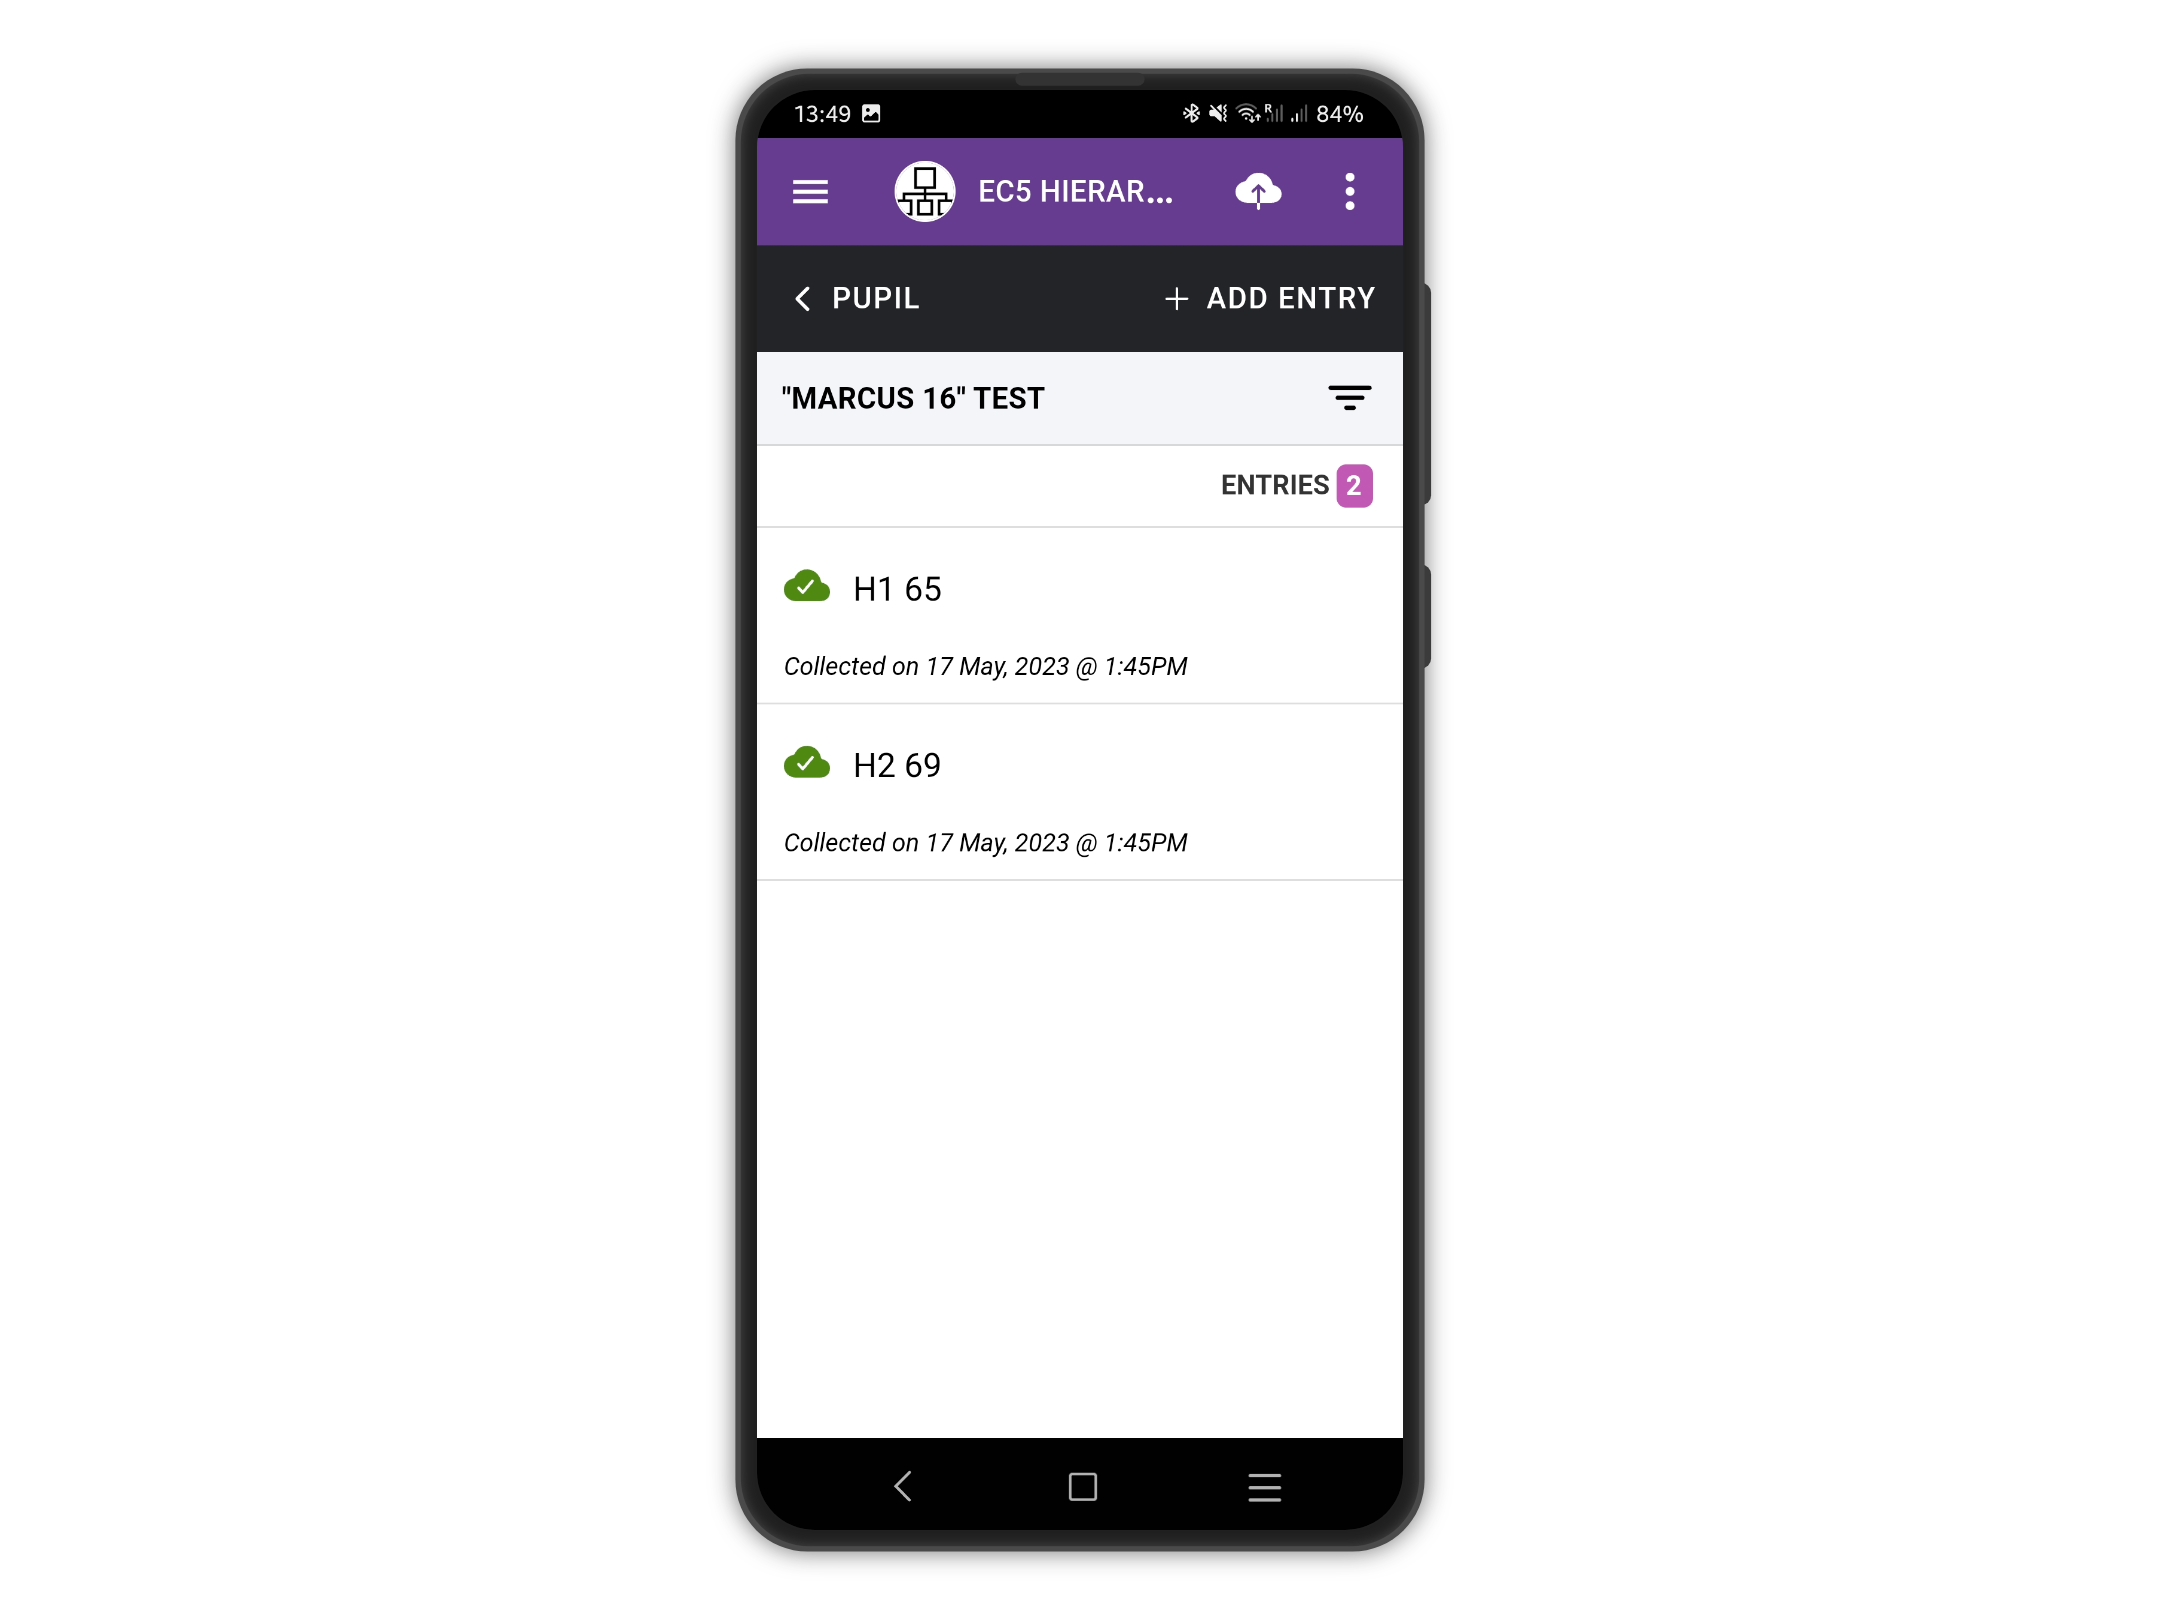 13:49 R 84%
EC5 HIERAR...
PUPIL ADD ENTRY
"MARCUS 16" TEST
ENTRIES 2
H1 65
Collected on 17 May, 2023 @ 1:45PM
H2 69
Collected on 17 May, 2023 @ 1:45PM